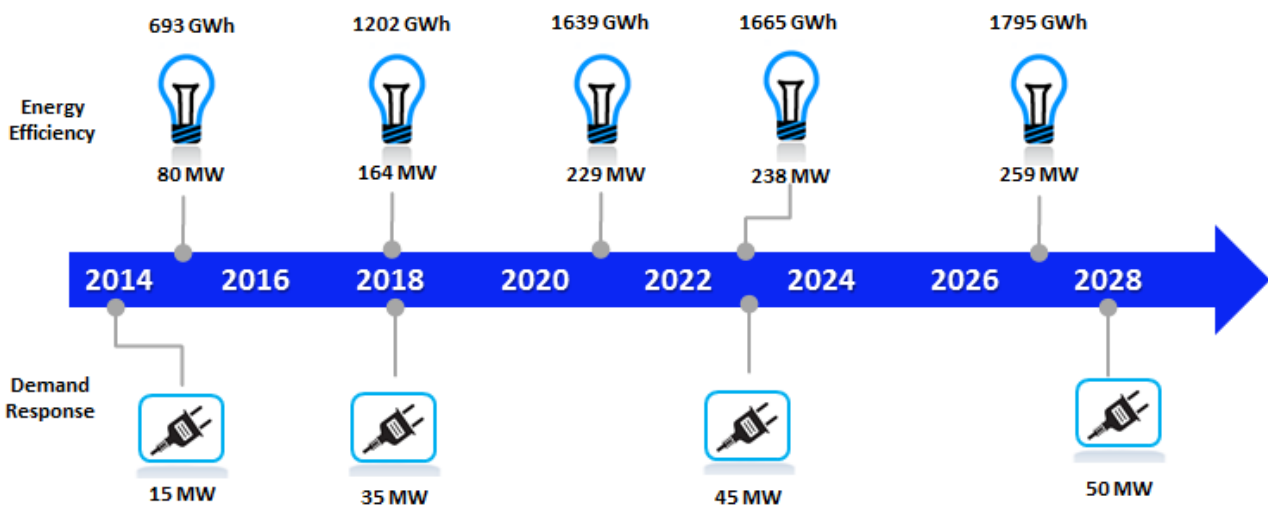 693 GWh
1202 GWh
1639 GWh
1665 GWh
1795 GWh
Energy
Efficiency
80 MW
164 MW
229 MW
238 MW
259 MW
2014
2016
2018
2020
2022
2024
2026
2028
Demand
Response
15 MW
35 MW
45 MW
50 MW